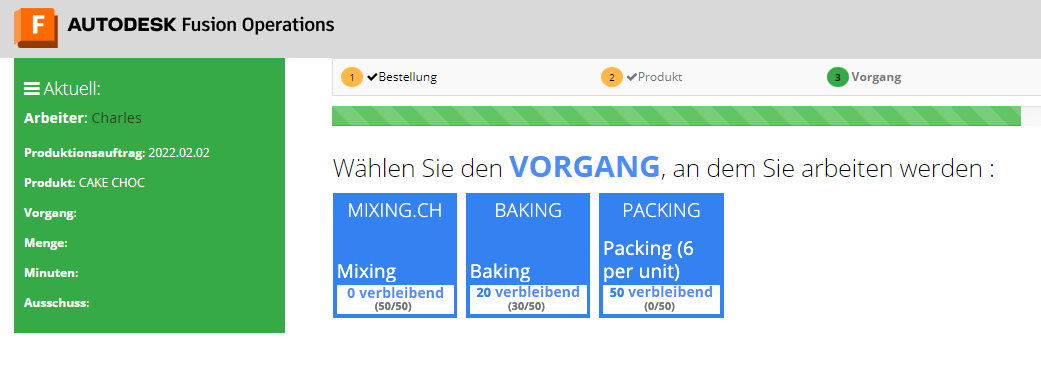 F AUTODESK Fusion Operations
Aktuell:
Arbeiter: Charles
Produktionsauftrag: 2022.02.02
Produkt: CAKE CHOC
Vorgang:
Menge:
Minuten:
Ausschuss:
1 Bestellung
2 Produkt
3 Vorgang
Wählen Sie den VORGANG, an dem Sie arbeiten werden :
MIXING.CH
Mixing
0 verbleibend
(50/50)
BAKING
Baking
20 verbleibend
(30/50)
PACKING
Packing (6
per unit)
50 verbleibend
(0/50)